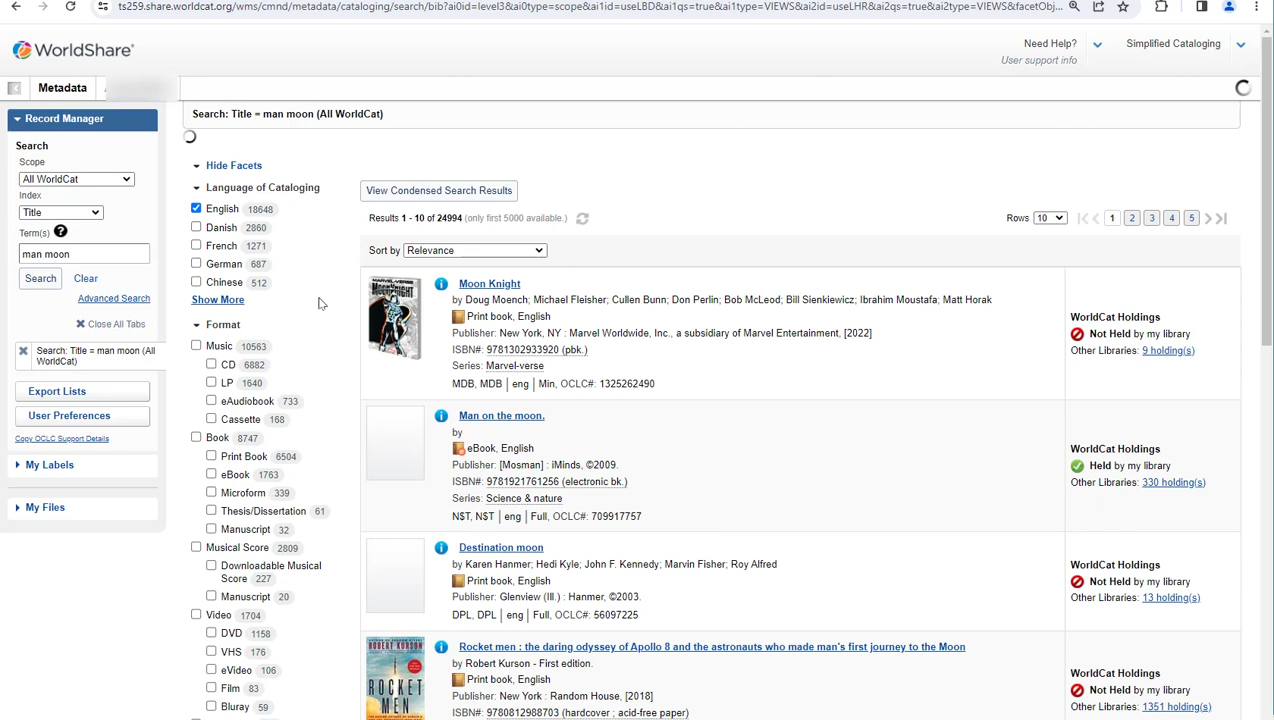 ts259.share.worldcat.org/wms/cmnd/metadata/cataloging/search/bib?ai0id=level3&ai0type=scope&ai1id=useLBD&ai1qs=true&ai1type=VIEWS&ai2id=useLHR&ai2qs=true&ai2type=VIEWS&facetObj...
WorldShare®
Need Help?
User support info
Simplified Cataloging
Metadata
Record Manager
Search
Scope
All WorldCat
Index
Title
Term(s)
man moon
Search Clear
Advanced Search
Close All Tabs
Search: Title = man moon (All
WorldCat)
Export Lists
User Preferences
Copy OCLC Support Details
My Labels
My Files
Search: Title = man moon (All WorldCat)
Hide Facets
Language of Cataloging
English 18648
Danish 2860
French 1271
German 687
Chinese 512
Show More
Format
Music 10563
CD 6882
LP 1640
eAudiobook 733
Cassette 168
Book 8747
Print Book 6504
eBook 1763
Microform 339
Thesis/Dissertation 61
Manuscript 32
Musical Score 2809
Downloadable Musical
Score 227
Manuscript 20
Video 1704
DVD 1158
VHS 176
eVideo 106
Film 83
Bluray 59
View Condensed Search Results
Results 1 - 10 of 24994 (only first 5000 available.)
Rows 10 1 2 3 4 5
Sort by Relevance
Moon Knight
by Doug Moench; Michael Fleisher; Cullen Bunn; Don Perlin; Bob McLeod; Bill Sienkiewicz; Ibrahim Moustafa; Matt Horak
Print book, English
Publisher: New York, NY : Marvel Worldwide, Inc., a subsidiary of Marvel Entertainment, [2022]
ISBN#: 9781302933920 (pbk.)
Series: Marvel-verse
MDB, MDB | eng | Min, OCLC#: 1325262490
WorldCat Holdings
Not Held by my library
Other Libraries: 9 holding(s)
Man on the moon.
by
eBook, English
Publisher: [Mosman] : iMinds, ©2009.
ISBN#: 9781921761256 (electronic bk.)
Series: Science & nature
N$T, N$T | eng | Full, OCLC#: 709917757
WorldCat Holdings
Held by my library
Other Libraries: 330 holding(s)
Destination moon
by Karen Hanmer; Hedi Kyle; John F. Kennedy; Marvin Fisher; Roy Alfred
Print book, English
Publisher: Glenview (Ill.) : Hanmer, ©2003.
DPL, DPL | eng | Full, OCLC#: 56097225
WorldCat Holdings
Not Held by my library
Other Libraries: 13 holding(s)
ROBERT KURSON
ROCKET
MEN
Rocket men : the daring odyssey of Apollo 8 and the astronauts who made man's first journey to the Moon
by Robert Kurson - First edition.
Print book, English
Publisher: New York : Random House, [2018]
ISBN#: 9780812988703 (hardcover ; acid-free paper)
WorldCat Holdings
Not Held by my library
Other Libraries: 1351 holding(s)